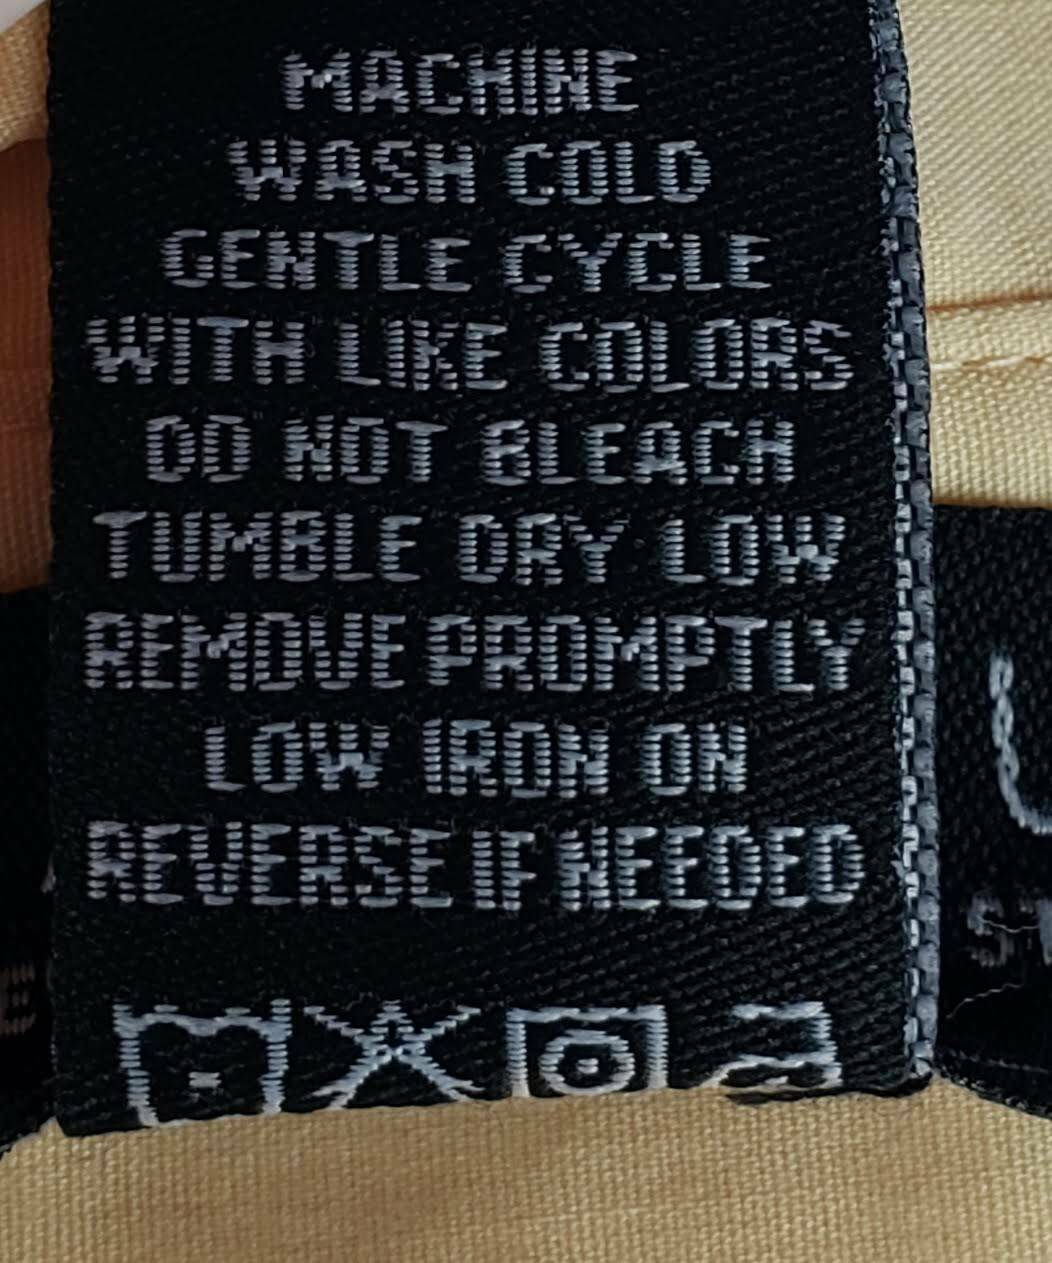 MACHINE
WASH COLD
GENTLE CYCLE
WITH LIKE COLORS
DO NOT BLEACH
TUMBLE DRY LOW
REMOVE PROMPTLY
LOW IRON ON
REVERSE IF NEEDED